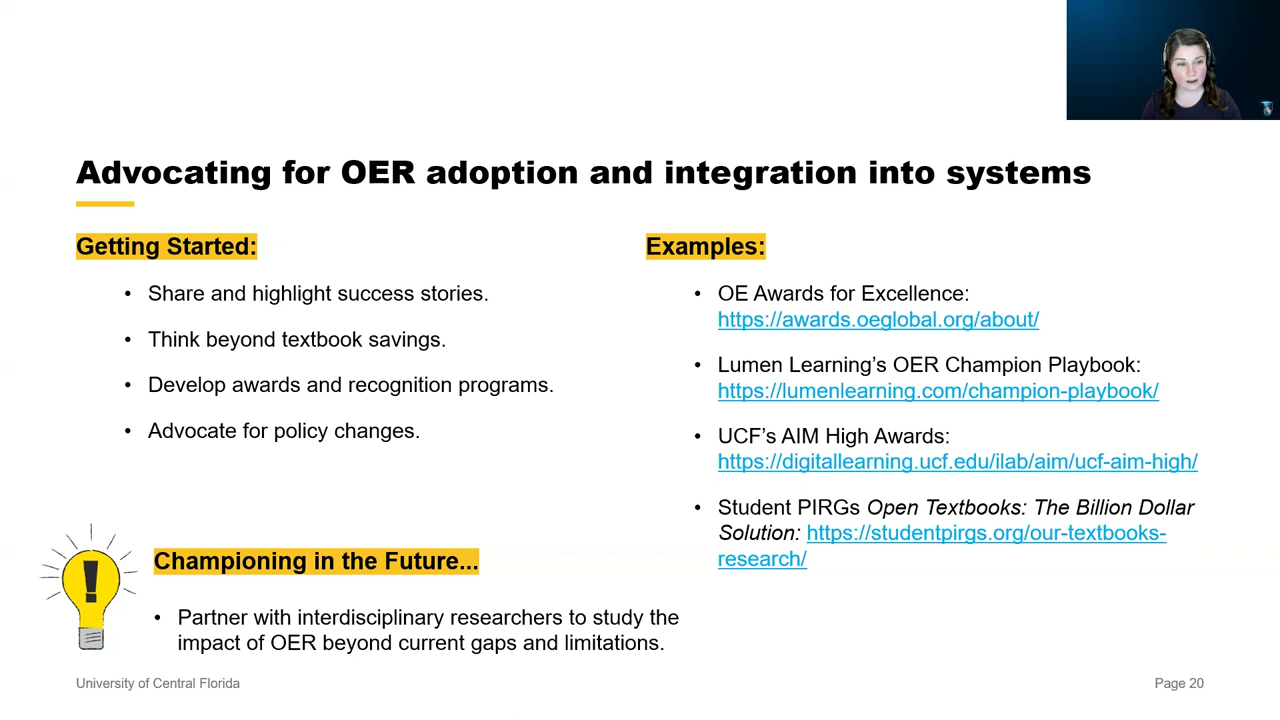 Advocating for OER adoption and integration into systems
Getting Started:
• Share and highlight success stories.
• Think beyond textbook savings.
• Develop awards and recognition programs.
• Advocate for policy changes.
Examples:
• OE Awards for Excellence:
https://awards.oeglobal.org/about/
• Lumen Learning’s OER Champion Playbook:
https://lumenlearning.com/champion-playbook/
• UCF’s AIM High Awards:
https://digitallearning.ucf.edu/ilab/aim/ucf-aim-high/
• Student PIRGs Open Textbooks: The Billion Dollar
Solution: https://studentpirgs.org/our-textbooks-
research/
Championing in the Future...
• Partner with interdisciplinary researchers to study the
impact of OER beyond current gaps and limitations.
University of Central Florida
Page 20